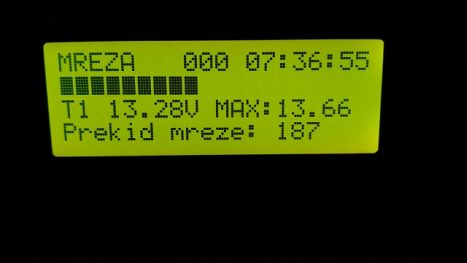 MREZA 000 07:36:55
T1 13.28V MAX:13.66
Prekid mreze: 187